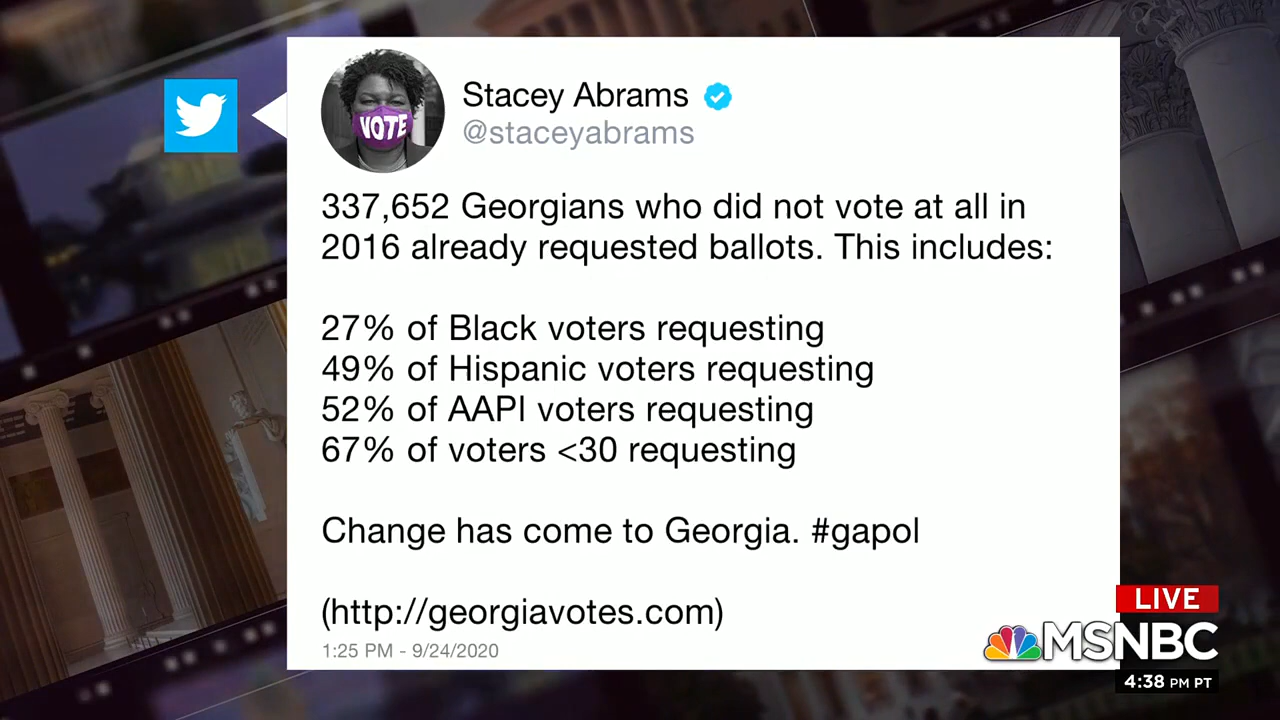 VOTE
Stacey Abrams
@staceyabrams
337,652 Georgians who did not vote at all in
2016 already requested ballots. This includes:
27% of Black voters requesting
49% of Hispanic voters requesting
52% of AAPI voters requesting
67% of voters <30 requesting
Change has come to Georgia. #gapol
(http://georgiavotes.com)
1:25 PM - 9/24/2020
LIVE
MSNBC
4:38 PM PT